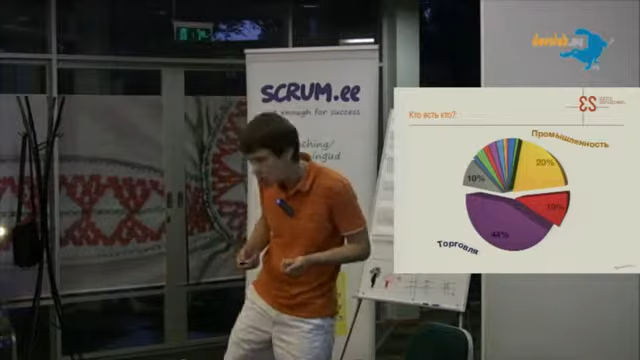 devclub.eu
SCRUM.ee
enough for success
Кто есть кто?
Промышленность
20%
10%
10%
44%
Торговля